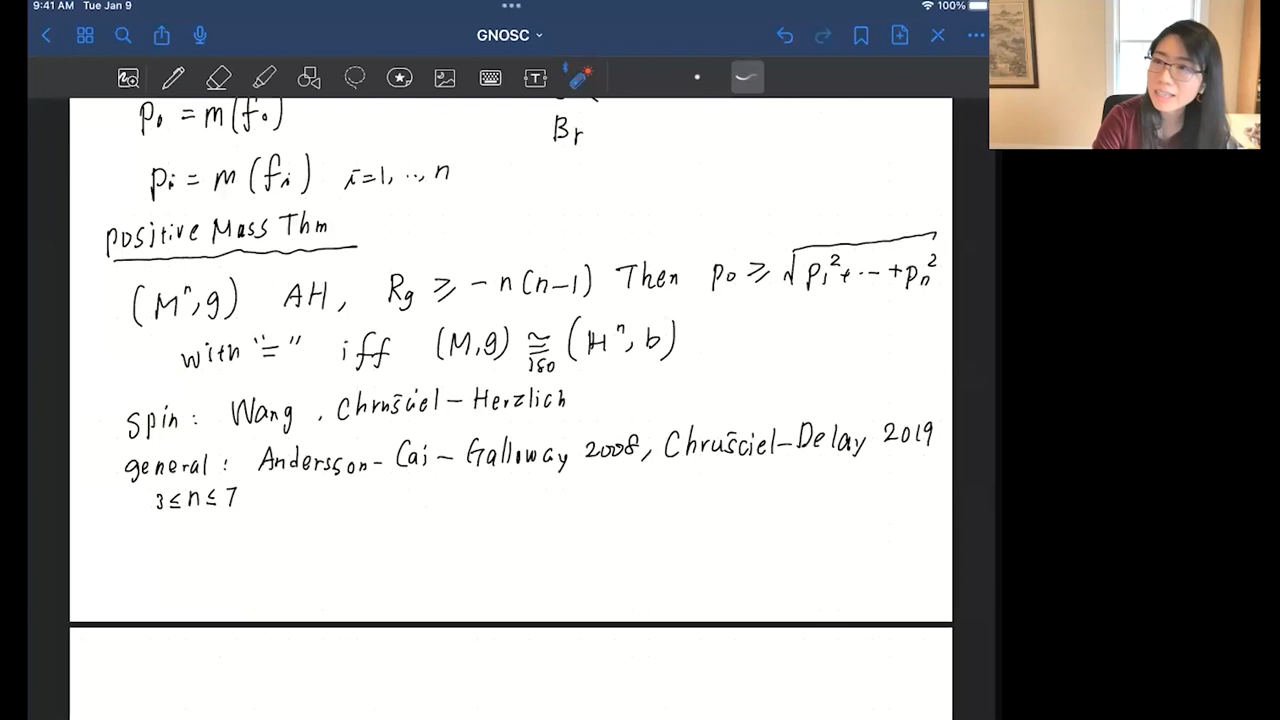 9:41 AM Tue Jan 9
100%
GNOSC
p₀ = m(f₀)
Bᵣ
pᵢ = m(fᵢ) i=1, .., n
positive Mass Thm
(Mⁿ, g) AH, Rg ≥ -n(n-1) Then p₀ ≥ √p₁²+...+pₙ²
with "=" iff (M,g) ≅iso (ℍⁿ, b)
spin: Wang, Chruściel-Herzlich
general: Andersson-Cai-Galloway 2008, Chruściel-Delay 2019
3≤n≤7